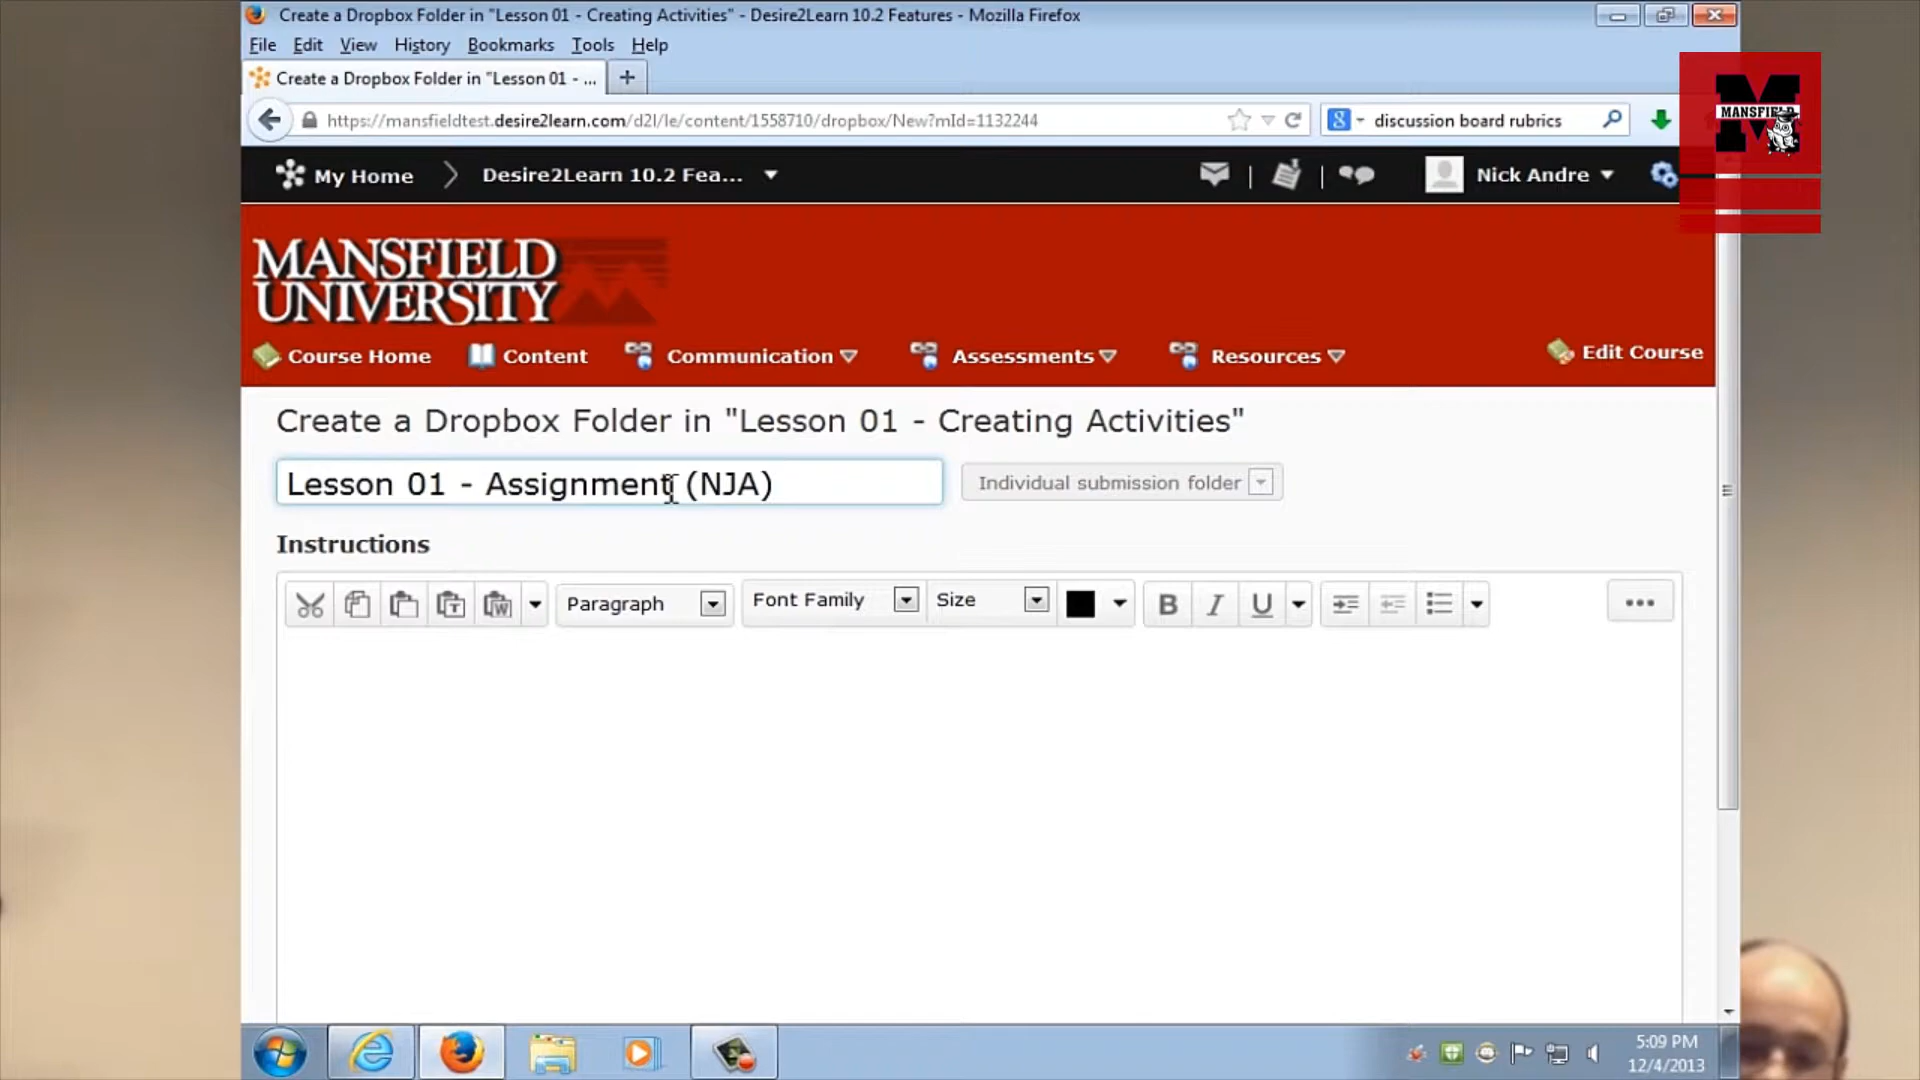 Create a Dropbox Folder in "Lesson 01 - Creating Activities" - Desire2Learn 10.2 Features - Mozilla Firefox
File Edit View History Bookmarks Tools Help
Create a Dropbox Folder in "Lesson 01 - ...
https://mansfieldtest.desire2learn.com/d2l/le/content/1558710/dropbox/New?mId=1132244
discussion board rubrics
MANSFIELD
My Home Desire2Learn 10.2 Fea... Nick Andre
MANSFIELD
UNIVERSITY
Course Home Content Communication Assessments Resources Edit Course
Create a Dropbox Folder in "Lesson 01 - Creating Activities"
Lesson 01 - Assignment (NJA) Individual submission folder
Instructions
Paragraph Font Family Size B I U
5:09 PM
12/4/2013